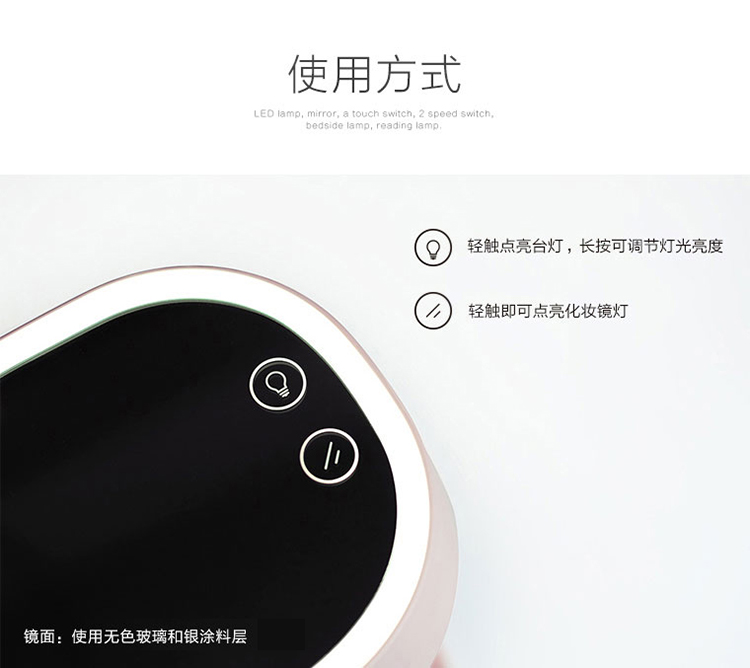 使用方式
LED lamp, mirror, a touch switch, 2 speed switch,
bedside lamp, reading lamp.
轻触点亮台灯，长按可调节灯光亮度
轻触即可点亮化妆镜灯
镜面：使用无色玻璃和银涂料层